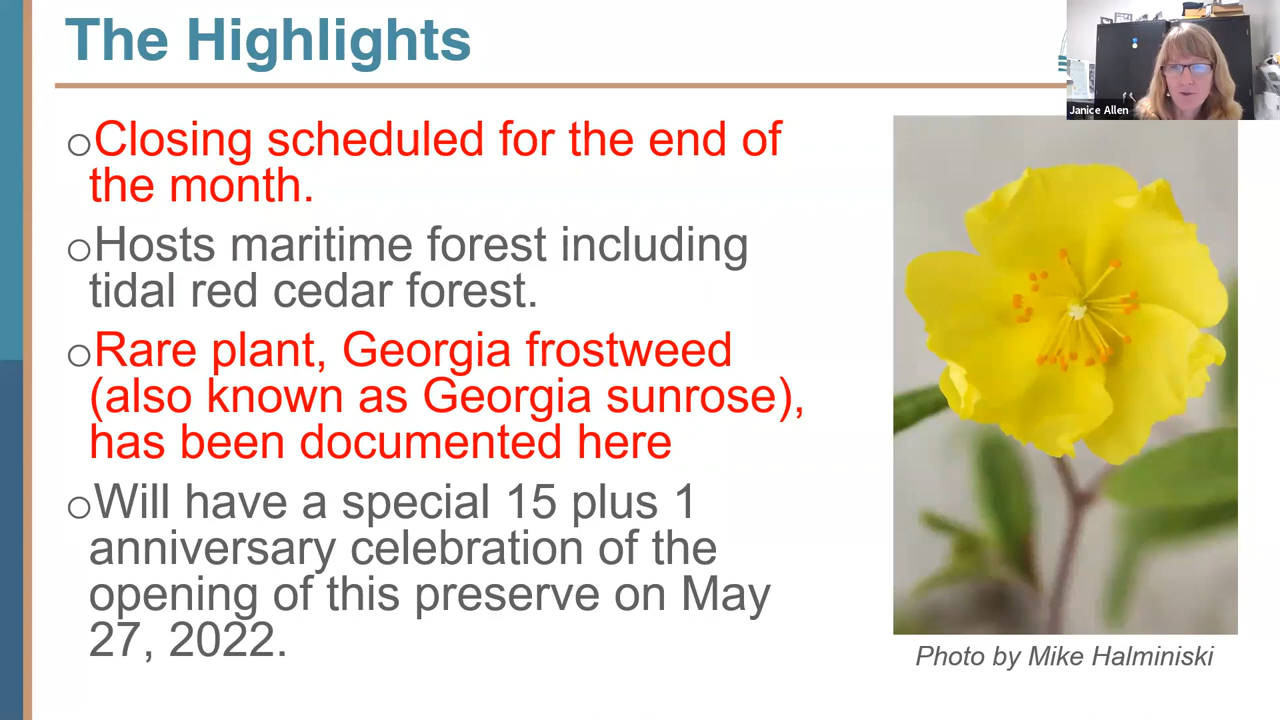 The Highlights
Janice Allen
○Closing scheduled for the end of
the month.
○Hosts maritime forest including
tidal red cedar forest.
○Rare plant, Georgia frostweed
(also known as Georgia sunrose),
has been documented here
○Will have a special 15 plus 1
anniversary celebration of the
opening of this preserve on May
27, 2022.
Photo by Mike Halminiski